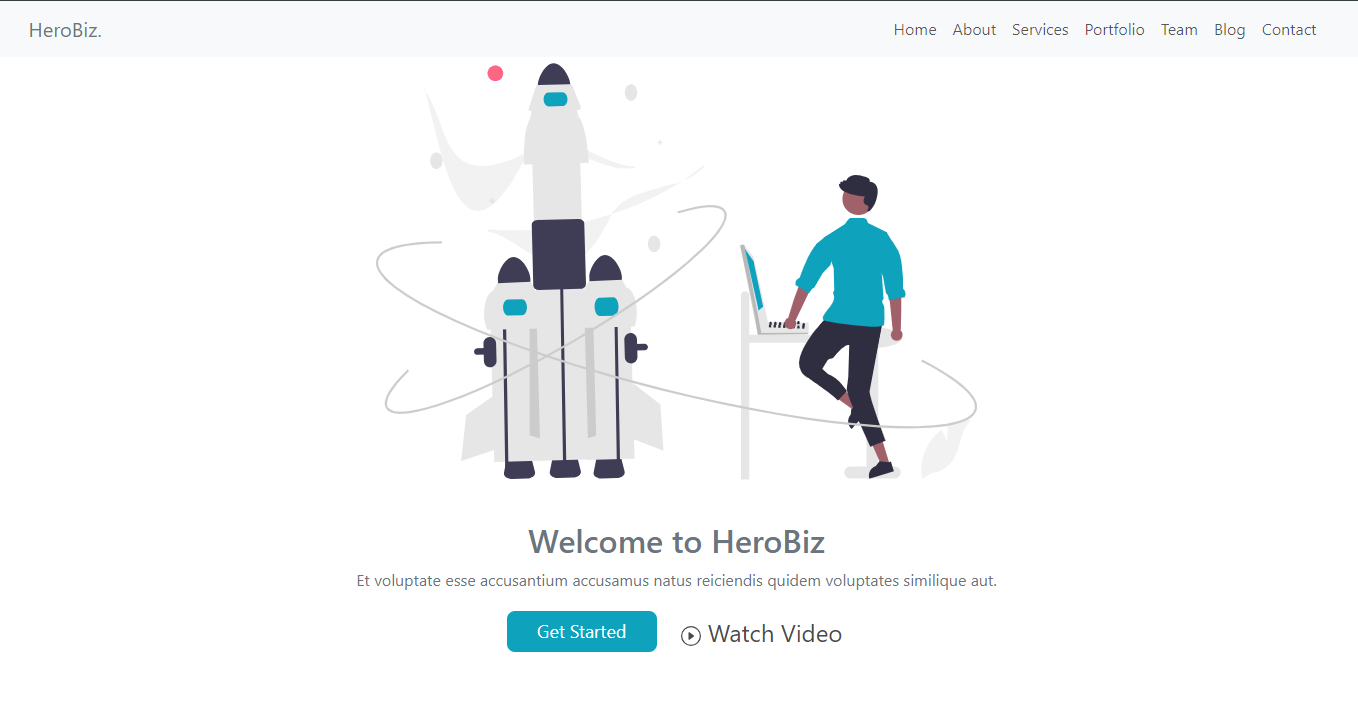 HeroBiz.
Home About Services Portfolio Team Blog Contact
Welcome to HeroBiz
Et voluptate esse accusantium accusamus natus reiciendis quidem voluptates similique aut.
Get Started
Watch Video